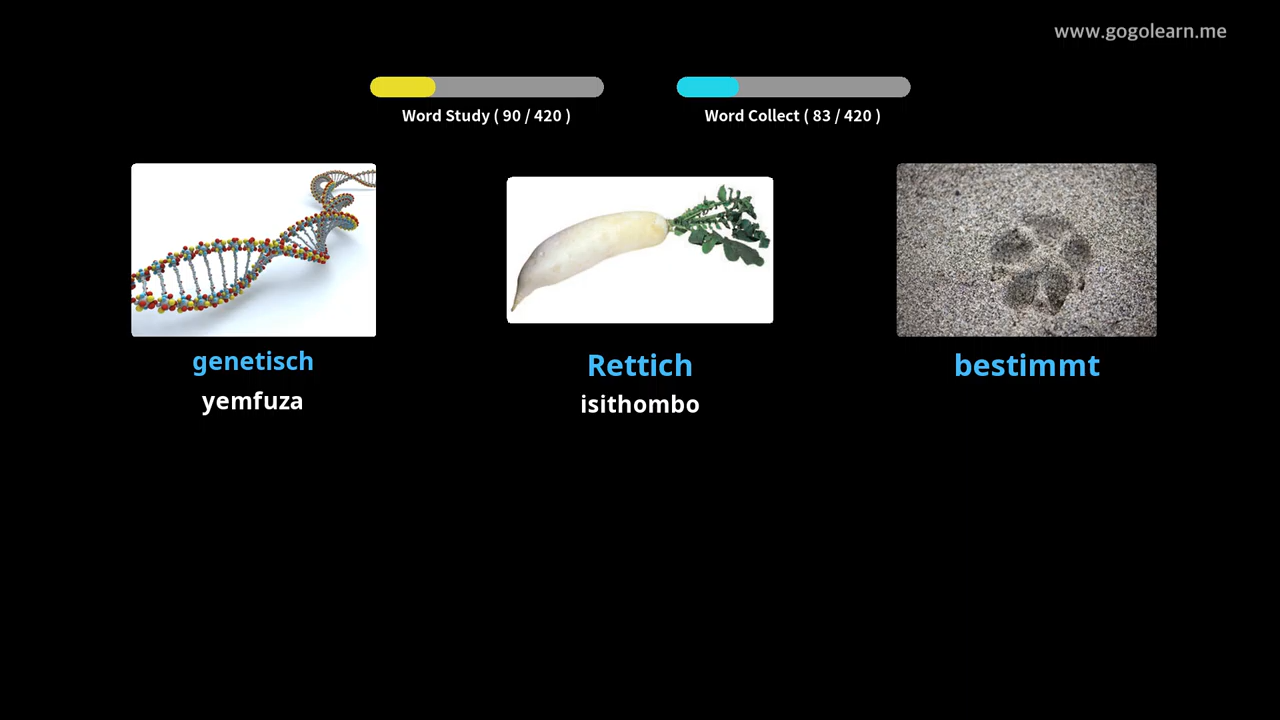 www.gogolearn.me
Word Study ( 90 / 420 )
Word Collect ( 83 / 420 )
genetisch
yemfuza
Rettich
isithombo
bestimmt